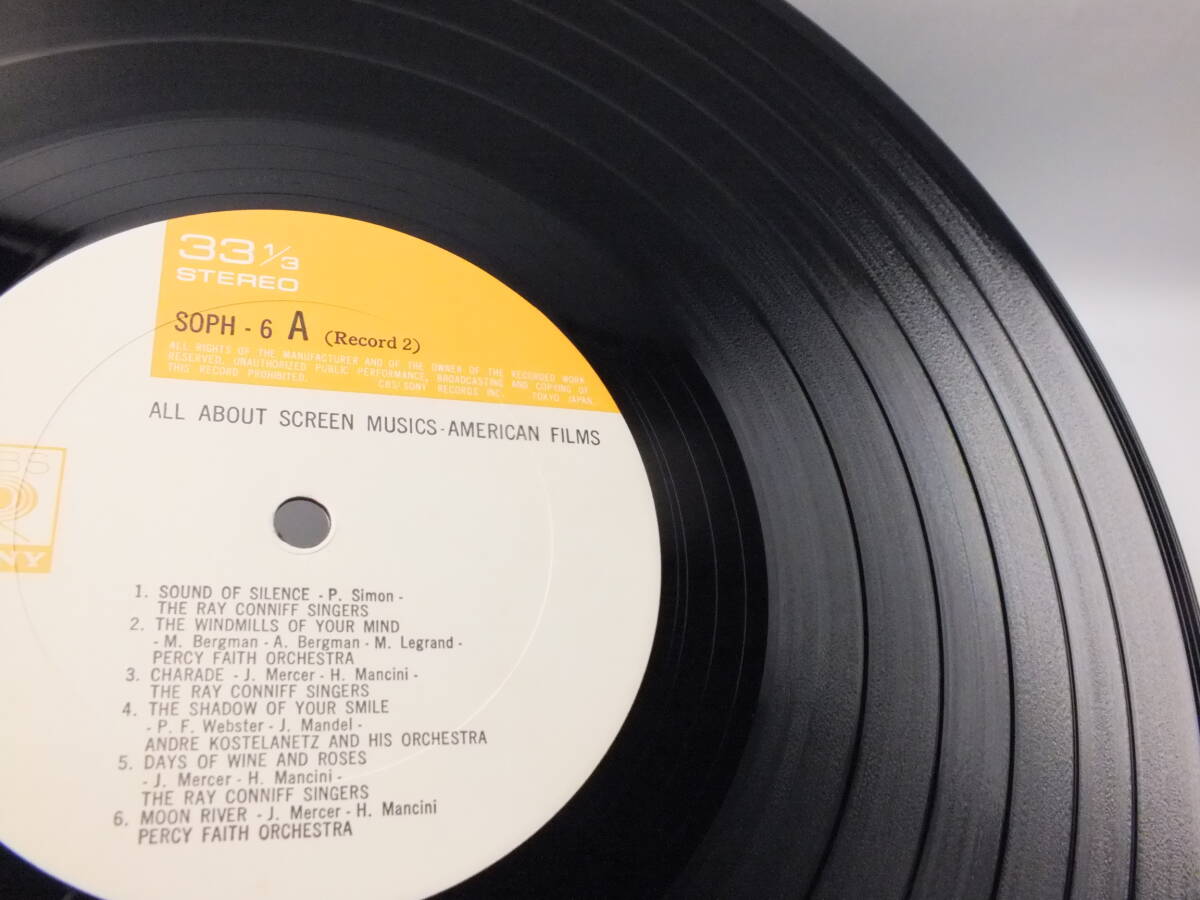 33 1/3
STEREO
SOPH - 6 A (Record 2)
ALL RIGHTS OF THE MANUFACTURER AND OF THE OWNER OF THE RECORDED WORK
RESERVED, UNAUTHORIZED PUBLIC PERFORMANCE, BROADCASTING AND COPYING OF
THIS RECORD PROHIBITED. CBS/SONY RECORDS INC. TOKYO JAPAN.
ALL ABOUT SCREEN MUSICS - AMERICAN FILMS
1. SOUND OF SILENCE - P. Simon -
THE RAY CONNIFF SINGERS
2. THE WINDMILLS OF YOUR MIND
- M. Bergman - A. Bergman - M. Legrand -
PERCY FAITH ORCHESTRA
3. CHARADE - J. Mercer - H. Mancini -
THE RAY CONNIFF SINGERS
4. THE SHADOW OF YOUR SMILE
- P. F. Webster - J. Mandel -
ANDRE KOSTELANETZ AND HIS ORCHESTRA
5. DAYS OF WINE AND ROSES
- J. Mercer - H. Mancini -
THE RAY CONNIFF SINGERS
6. MOON RIVER - J. Mercer - H. Mancini
PERCY FAITH ORCHESTRA